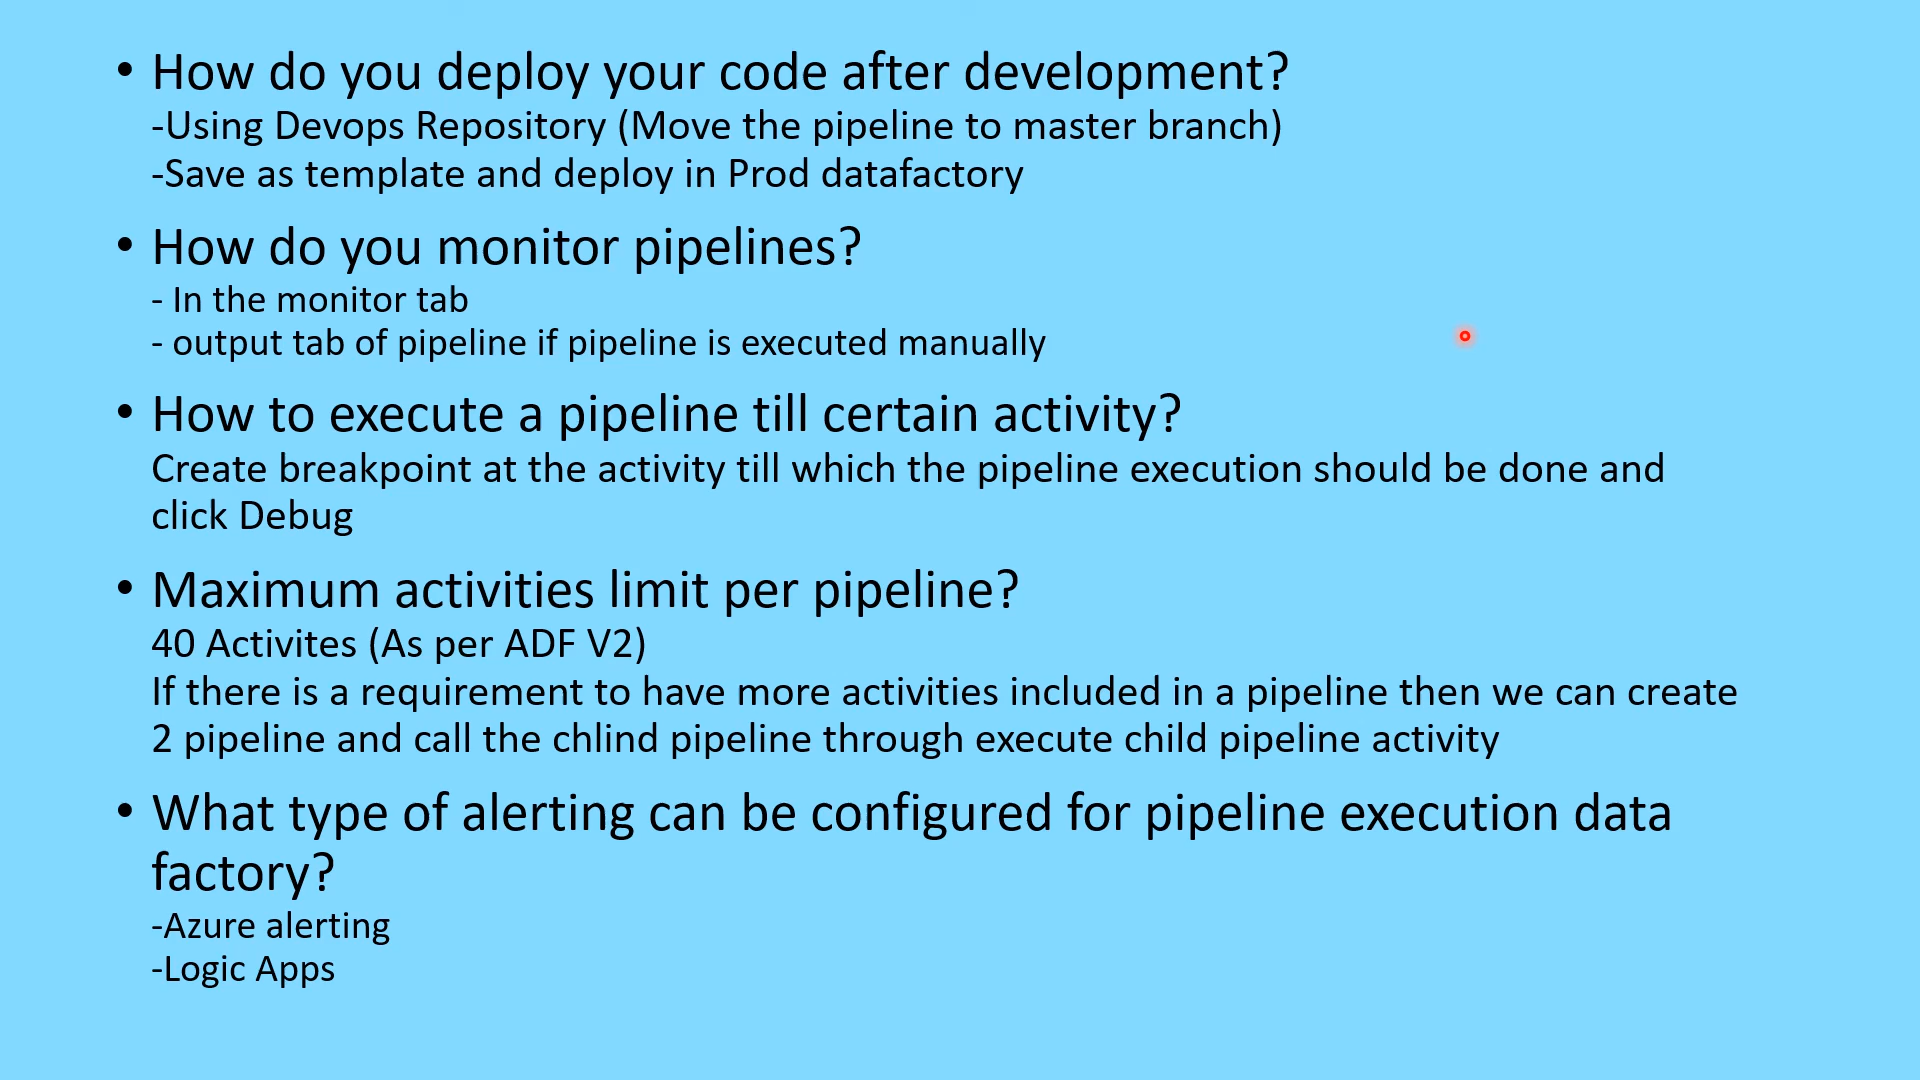 • How do you deploy your code after development?
-Using Devops Repository (Move the pipeline to master branch)
-Save as template and deploy in Prod datafactory
• How do you monitor pipelines?
- In the monitor tab
- output tab of pipeline if pipeline is executed manually
• How to execute a pipeline till certain activity?
Create breakpoint at the activity till which the pipeline execution should be done and
click Debug
• Maximum activities limit per pipeline?
40 Activites (As per ADF V2)
If there is a requirement to have more activities included in a pipeline then we can create
2 pipeline and call the chlind pipeline through execute child pipeline activity
• What type of alerting can be configured for pipeline execution data
factory?
-Azure alerting
-Logic Apps